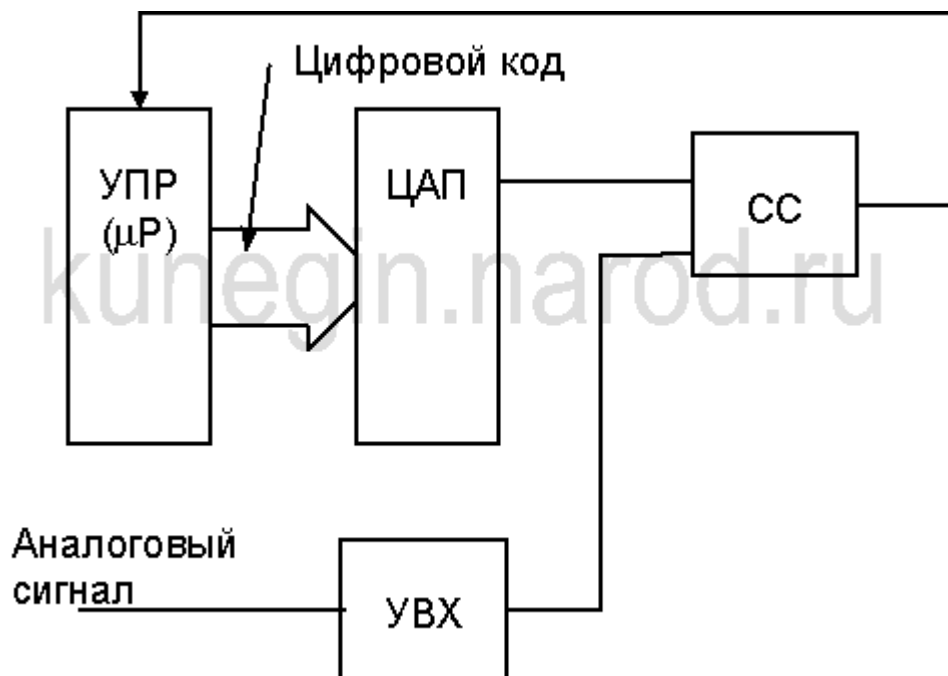 Цифровой код
УПР
(μP)
ЦАП
СС
kunegin.narod.ru
Аналоговый
сигнал
УВХ